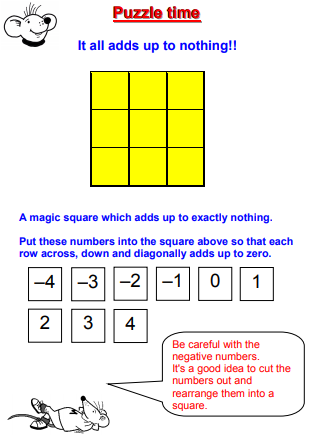 Puzzle time
It all adds up to nothing!!
A magic square which adds up to exactly nothing.
Put these numbers into the square above so that each
row across, down and diagonally adds up to zero.
–4 –3 –2 –1 0 1
2 3 4
Be careful with the
negative numbers.
It's a good idea to cut the
numbers out and
rearrange them into a
square.